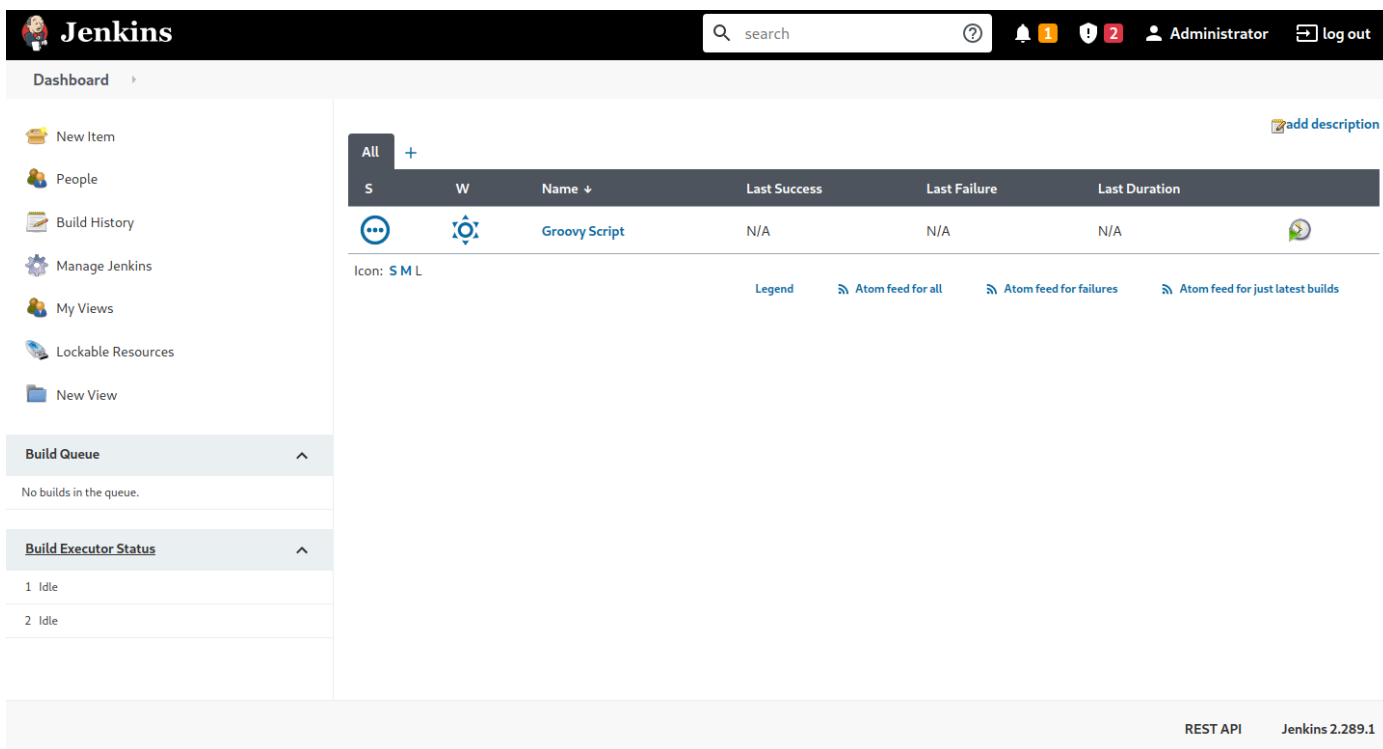 Jenkins
search
1
2
Administrator
log out
Dashboard
add description
New Item
People
Build History
Manage Jenkins
My Views
Lockable Resources
New View
Build Queue
No builds in the queue.
Build Executor Status
1 Idle
2 Idle
All +
S W Name ↓ Last Success Last Failure Last Duration
Groovy Script N/A N/A N/A
Icon: S M L
Legend Atom feed for all Atom feed for failures Atom feed for just latest builds
REST API Jenkins 2.289.1